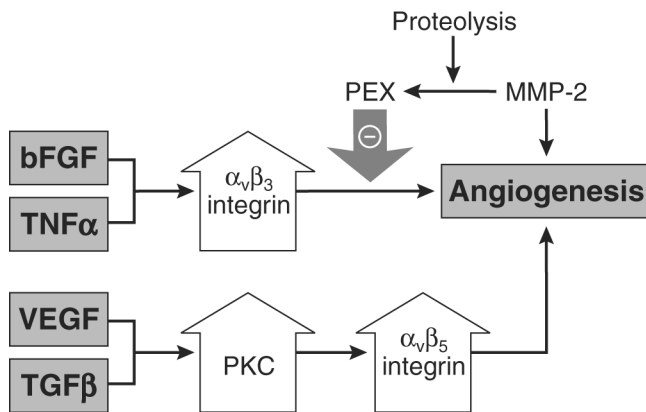 Proteolysis
PEX
MMP-2
−
bFGF
TNFα
αvβ3
integrin
Angiogenesis
VEGF
TGFβ
PKC
αvβ5
integrin